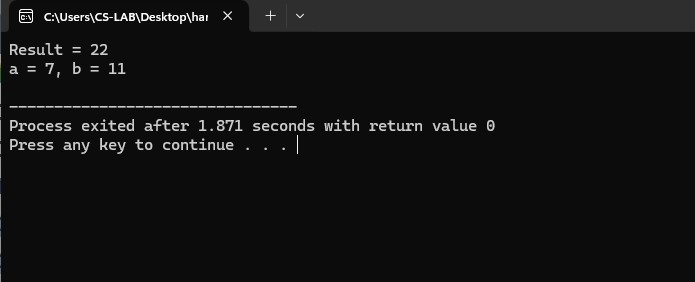 C:\Users\CS-LAB\Desktop\har
Result = 22
a = 7, b = 11
--------------------------------
Process exited after 1.871 seconds with return value 0
Press any key to continue . . .